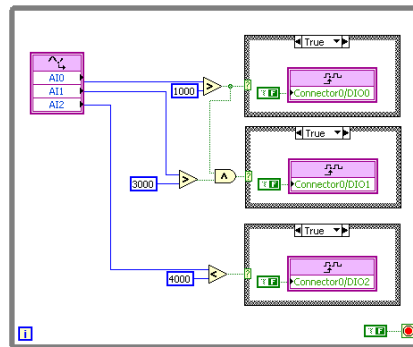 True
AI0
AI1
AI2
1000
>
?
F
Connector0/DIO0
True
3000
>
∧
?
F
Connector0/DIO1
True
4000
<
?
F
Connector0/DIO2
i
F